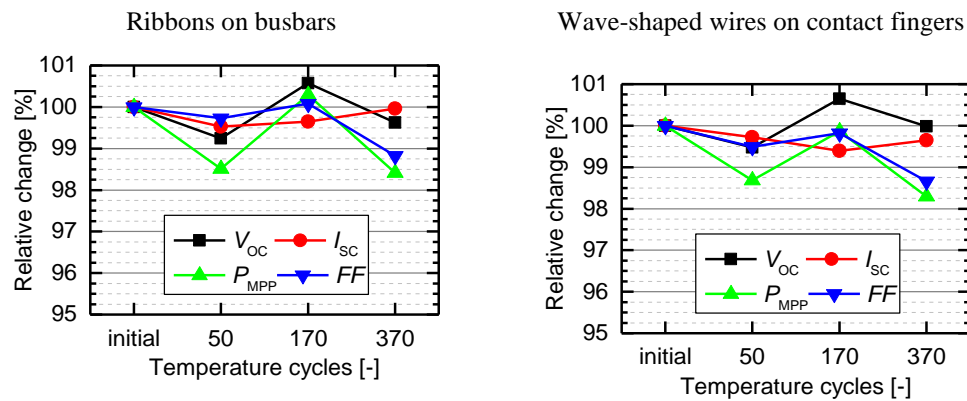 Ribbons on busbars
Relative change [%]
101
100
99
98
97
96
95
V_OC
I_SC
P_MPP
FF
initial
50
170
370
Temperature cycles [-]
Wave-shaped wires on contact fingers
Relative change [%]
101
100
99
98
97
96
95
V_OC
I_SC
P_MPP
FF
initial
50
170
370
Temperature cycles [-]